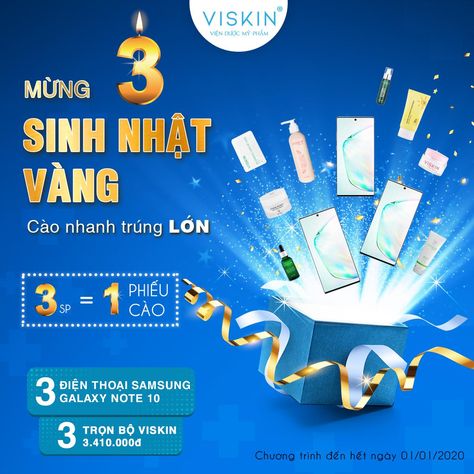 VISKIN®
VIỆN DƯỢC MỸ PHẨM
MỪNG 3
SINH NHẬT
VÀNG
Cào nhanh trúng LỚN
3 SP = 1 PHIẾU CÀO
3 ĐIỆN THOẠI SAMSUNG
GALAXY NOTE 10
3 TRỌN BỘ VISKIN
3.410.000đ
Chương trình đến hết ngày 01/01/2020